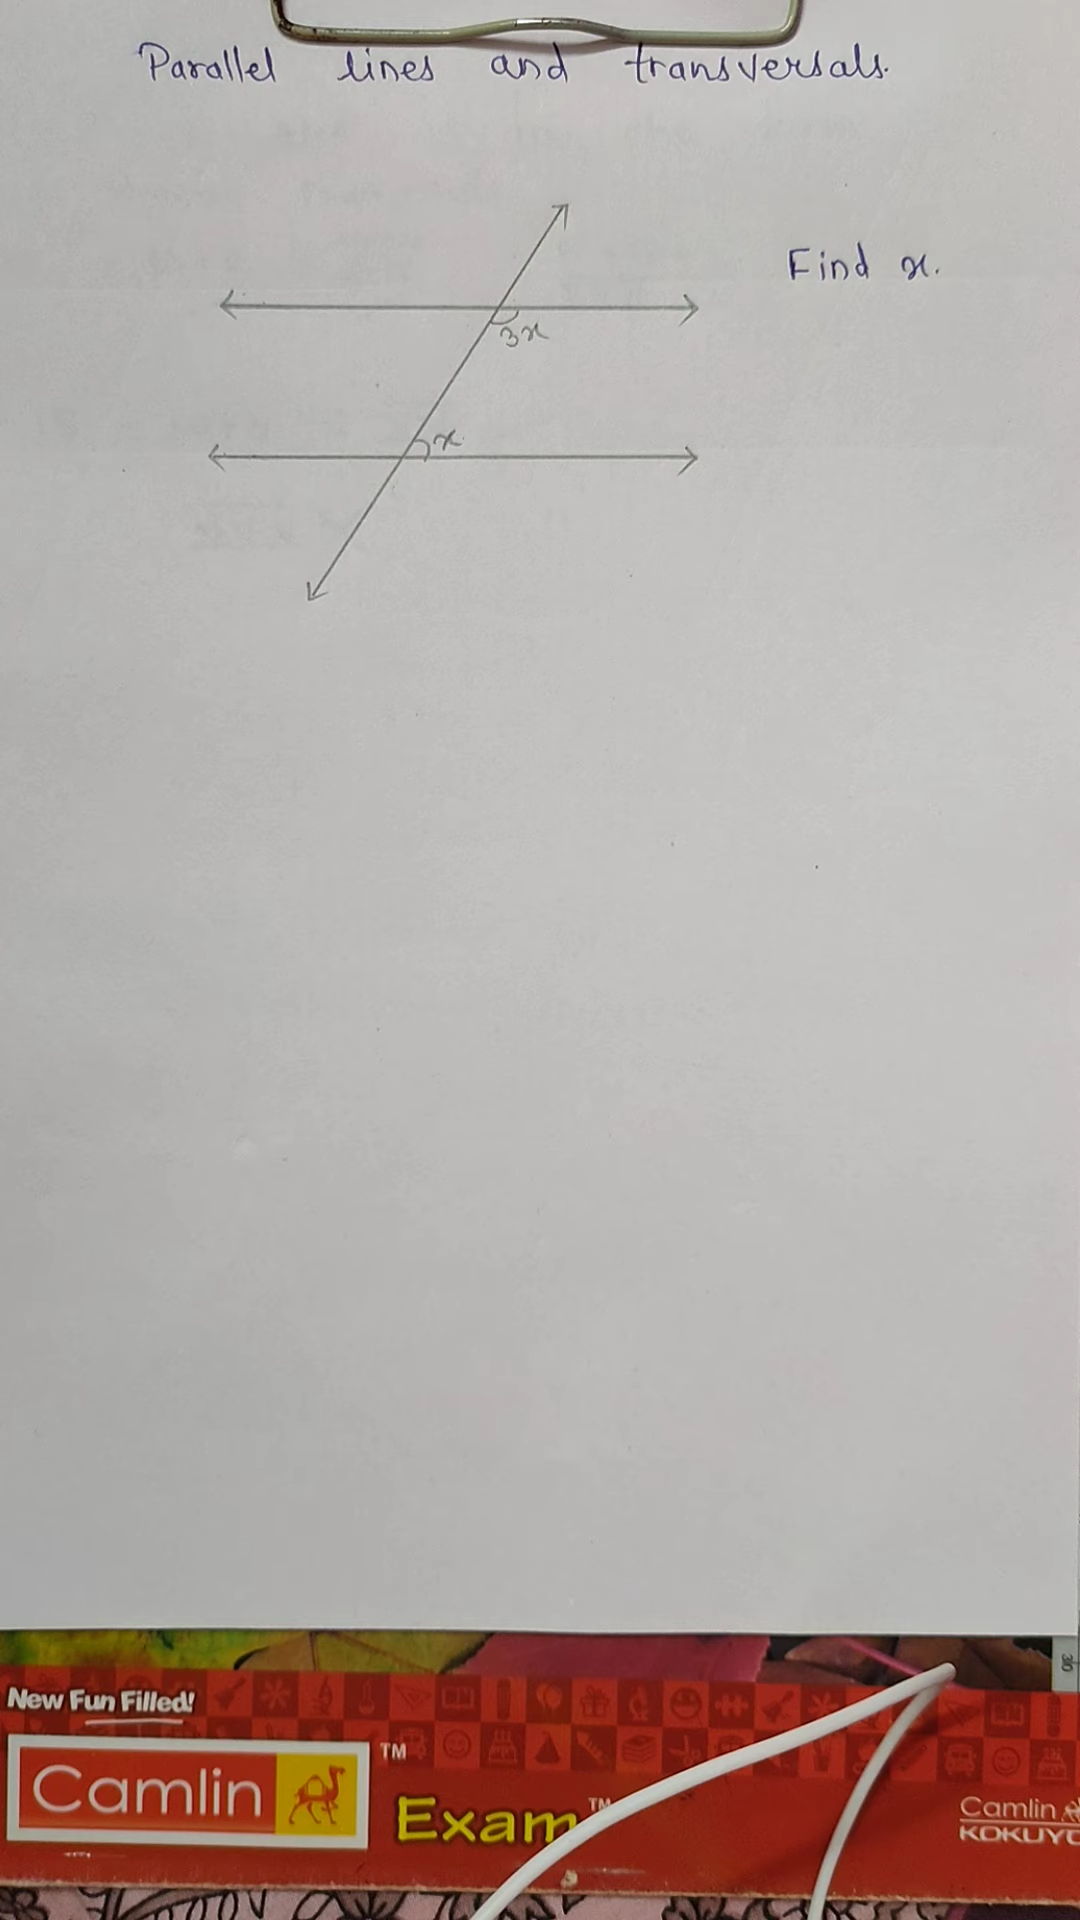 Parallel lines and transversals.
Find x.
3x
x
New Fun Filled!
Camlin
TM
Exam
TM
Camlin
KOKUYO